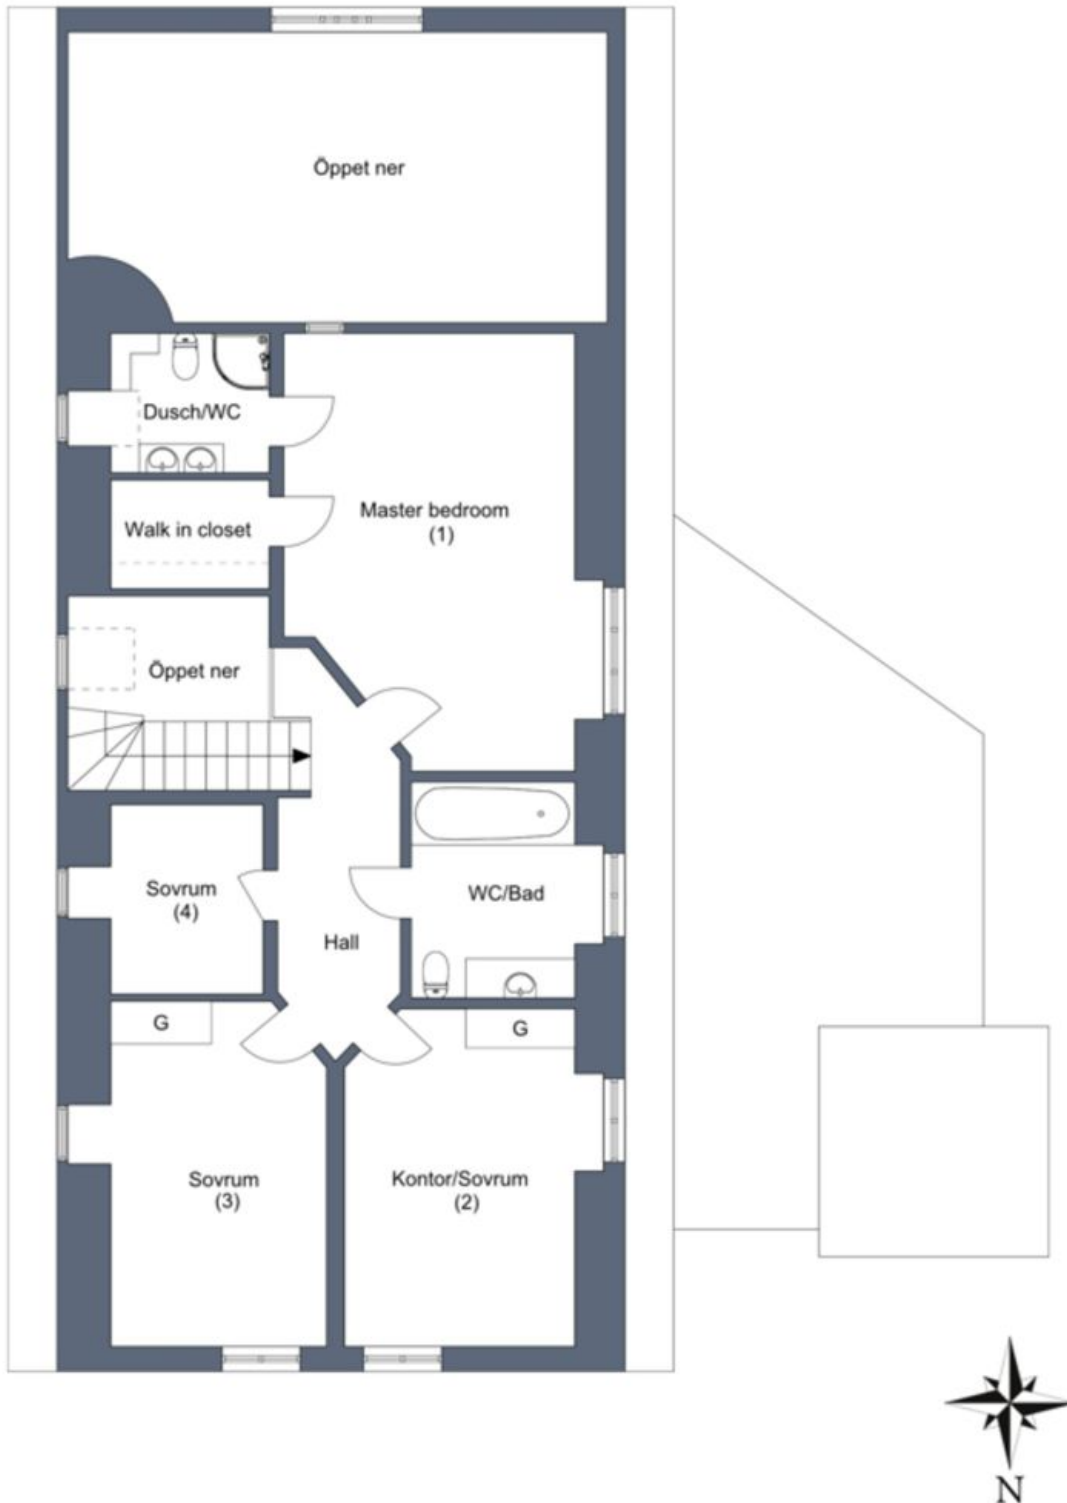 Öppet ner
Dusch/WC
Walk in closet
Master bedroom
(1)
Öppet ner
Sovrum
(4)
WC/Bad
Hall
G
G
Sovrum
(3)
Kontor/Sovrum
(2)
N